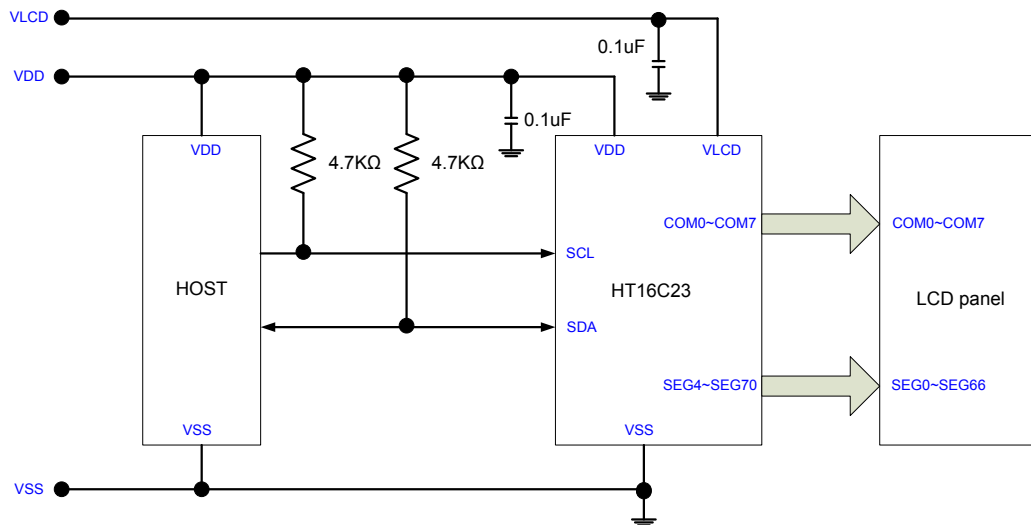 VLCD
0.1uF
VDD
0.1uF
VDD
4.7KΩ
4.7KΩ
VDD
VLCD
COM0~COM7
COM0~COM7
SCL
HOST
HT16C23
LCD panel
SDA
SEG4~SEG70
SEG0~SEG66
VSS
VSS
VSS